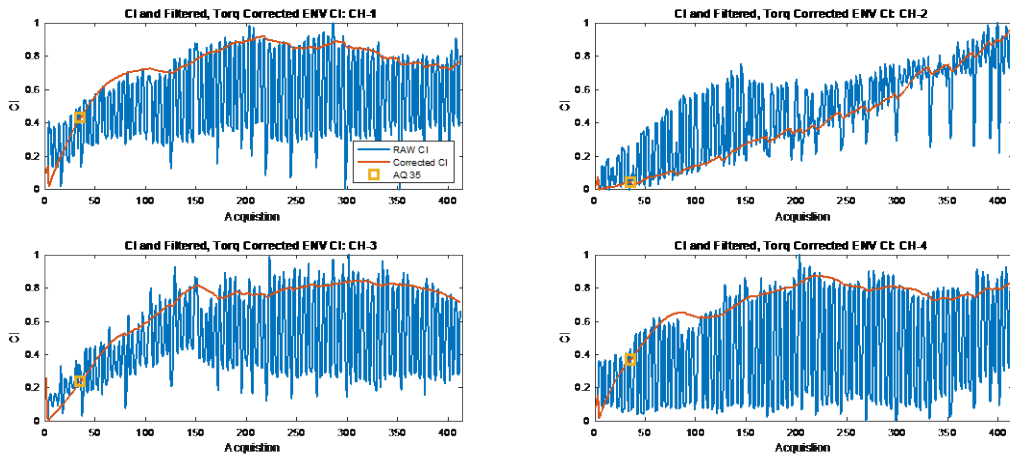 CI and Filtered, Torq Corrected ENV CI: CH-1
CI and Filtered, Torq Corrected ENV CI: CH-2
1
0.8
0.6
0.4
0.2
0
CI
RAW CI
Corrected CI
AQ 35
0 50 100 150 200 250 300 350 400
Acquistion
1
0.8
0.6
0.4
0.2
0
CI
0 50 100 150 200 250 300 350 400
Acquistion
CI and Filtered, Torq Corrected ENV CI: CH-3
CI and Filtered, Torq Corrected ENV CI: CH-4
1
0.8
0.6
0.4
0.2
0
CI
0 50 100 150 200 250 300 350 400
Acquistion
1
0.8
0.6
0.4
0.2
0
CI
0 50 100 150 200 250 300 350 400
Acquistion